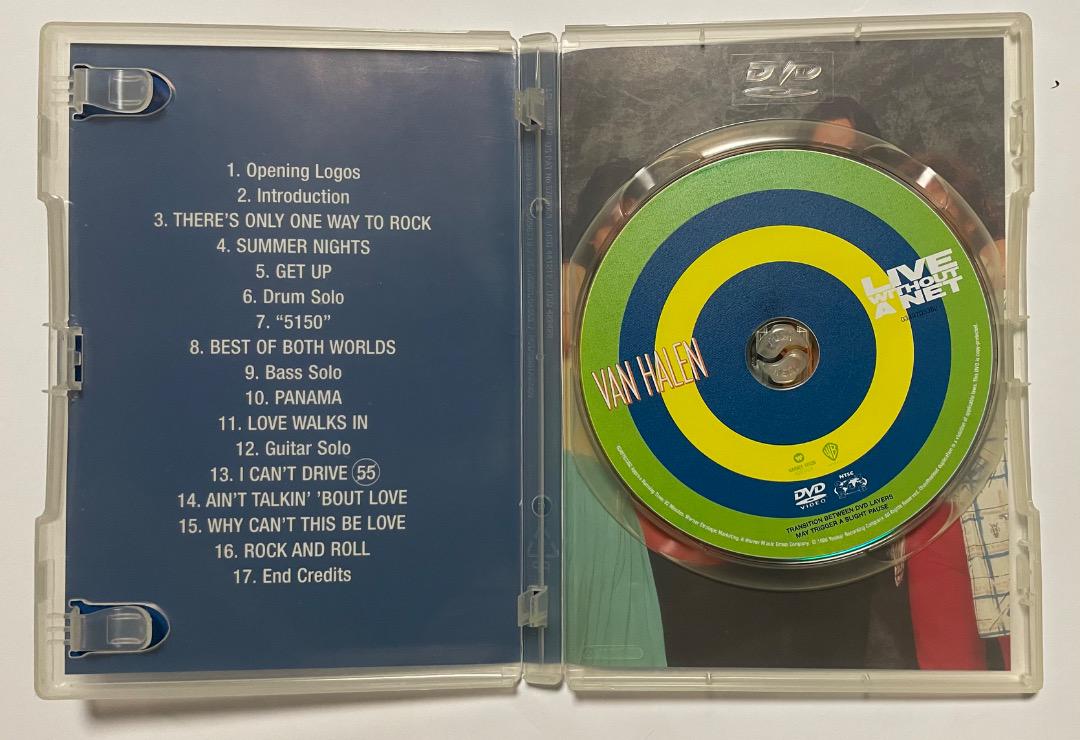 1. Opening Logos
2. Introduction
3. THERE'S ONLY ONE WAY TO ROCK
4. SUMMER NIGHTS
5. GET UP
6. Drum Solo
7. “5150”
8. BEST OF BOTH WORLDS
9. Bass Solo
10. PANAMA
11. LOVE WALKS IN
12. Guitar Solo
13. I CAN'T DRIVE 55
14. AIN'T TALKIN' 'BOUT LOVE
15. WHY CAN'T THIS BE LOVE
16. ROCK AND ROLL
17. End Credits
DVD
LIVE
WITHOUT
A NET
VAN HALEN
WB
NTSC
DVD
VIDEO
TRANSITION BETWEEN DVD LAYERS
MAY TRIGGER A SLIGHT PAUSE